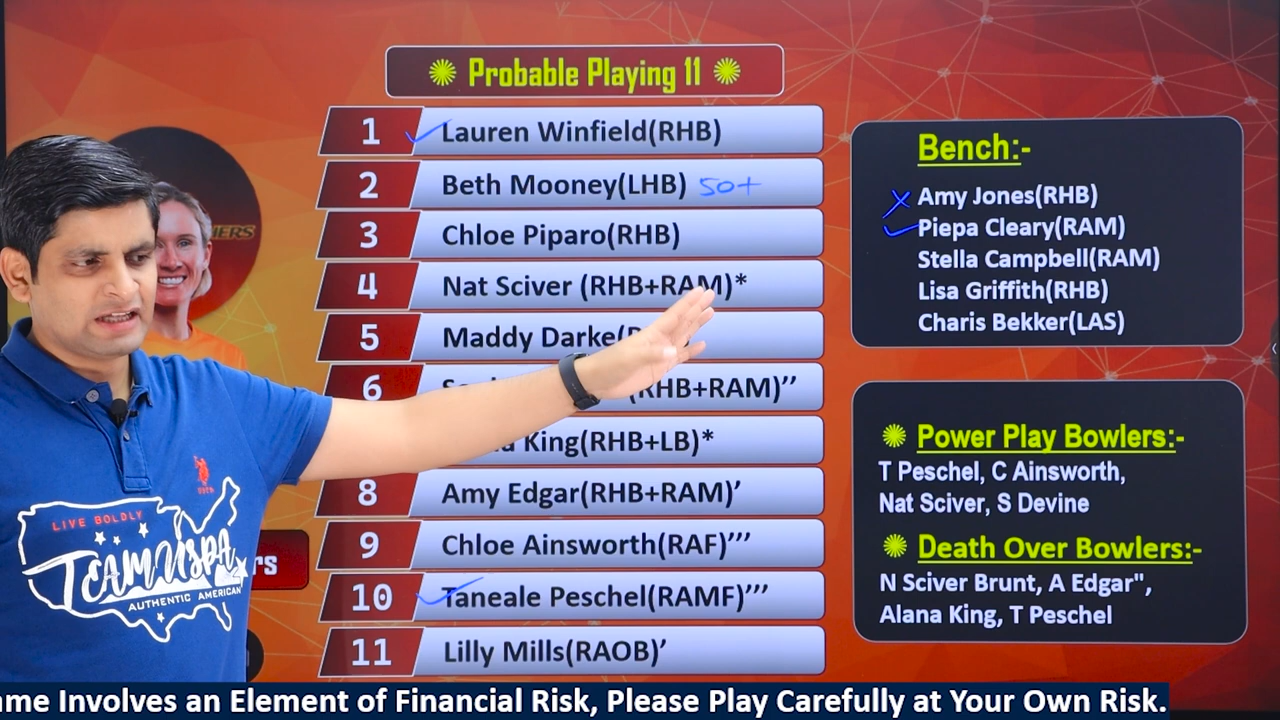 Probable Playing 11
1 Lauren Winfield(RHB)
2 Beth Mooney(LHB) 50+
3 Chloe Piparo(RHB)
4 Nat Sciver (RHB+RAM)*
5 Maddy Darke(
6 (RHB+RAM)’’
King(RHB+LB)*
8 Amy Edgar(RHB+RAM)’
9 Chloe Ainsworth(RAF)’’’
10 Taneale Peschel(RAMF)’’’
11 Lilly Mills(RAOB)’
Bench:-
Amy Jones(RHB)
Piepa Cleary(RAM)
Stella Campbell(RAM)
Lisa Griffith(RHB)
Charis Bekker(LAS)
Power Play Bowlers:-
T Peschel, C Ainsworth,
Nat Sciver, S Devine
Death Over Bowlers:-
N Sciver Brunt, A Edgar",
Alana King, T Peschel
MERS
rs
LIVE BOLDLY
TEAM USPA
AUTHENTIC AMERICAN
ame Involves an Element of Financial Risk, Please Play Carefully at Your Own Risk.